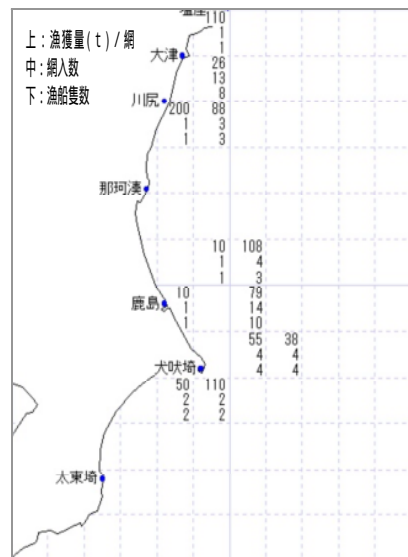 110
上：漁獲量(ｔ) / 網
1
1
中：網入数
大津
26
下：漁船隻数
13
8
川尻
200 88
1 3
1 3
那珂湊
10 108
1 4
1 3
鹿島
10 79
1 14
1 10
55 38
4 4
犬吠埼
4 4
50 110
2 2
2 2
太東埼